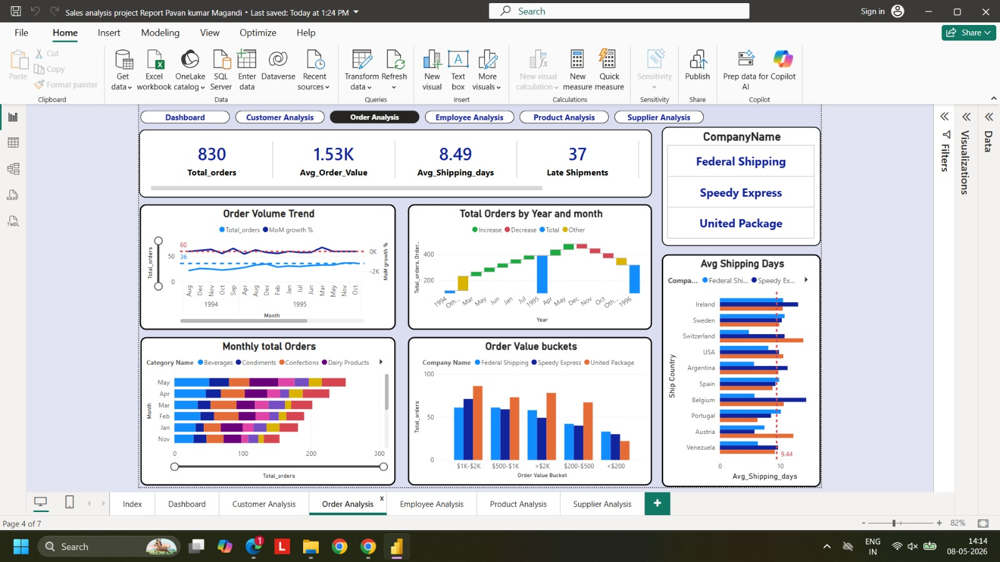 Sales analysis project Report Pavan kumar Magandi • Last saved: Today at 1:24 PM
Search
Sign in
File Home Insert Modeling View Optimize Help
Share
Paste
Cut
Copy
Format painter
Clipboard
Get data
Excel workbook
OneLake catalog
SQL Server
Enter data
Dataverse
Recent sources
Data
Transform data
Refresh
Queries
New visual
Text box
More visuals
Insert
New visual calculation
New measure
Quick measure
Calculations
Sensitivity
Sensitivity
Publish
Share
Prep data for AI
Copilot
Copilot
Dashboard Customer Analysis Order Analysis Employee Analysis Product Analysis Supplier Analysis
830
Total_orders
1.53K
Avg_Order_Value
8.49
Avg_Shipping_days
37
Late Shipments
CompanyName
Federal Shipping
Speedy Express
United Package
Filters
Visualizations
Data
Order Volume Trend
Total_orders MoM growth %
Total_orders
60
36
50
0
0K
-2K
MoM growth %
Aug Dec Nov Oct Sep Apr Aug Dec Feb Jan Jul Jun Mar May Nov Oct
1994 1995
Month
Total Orders by Year and month
Increase Decrease Total Other
Total_orders, Order...
400
200
1994 Oth... Mar May Jun Jan Jul 1995 Apr May Dec Nov Oct Oth... 1996
Year
Avg Shipping Days
Compa... Federal Shi... Speedy Ex...
Ship Country
Ireland
Sweden
Switzerland
USA
Argentina
Spain
Belgium
Portugal
Austria
Venezuela
9.44
0 10
Avg_Shipping_days
Monthly total Orders
Category Name Beverages Condiments Confections Dairy Products
Month
May
Apr
Mar
Feb
Jan
Nov
0 100 200 300
Total_orders
Order Value buckets
Company Name Federal Shipping Speedy Express United Package
Total_orders
100
50
0
$1K-$2K $500-$1K >$2K $200-$500 <$200
Order Value Bucket
Index Dashboard Customer Analysis Order Analysis x Employee Analysis Product Analysis Supplier Analysis +
Page 4 of 7
- + 82%
Search
1
L
ENG
IN
14:14
08-05-2026
DAX
TMDL